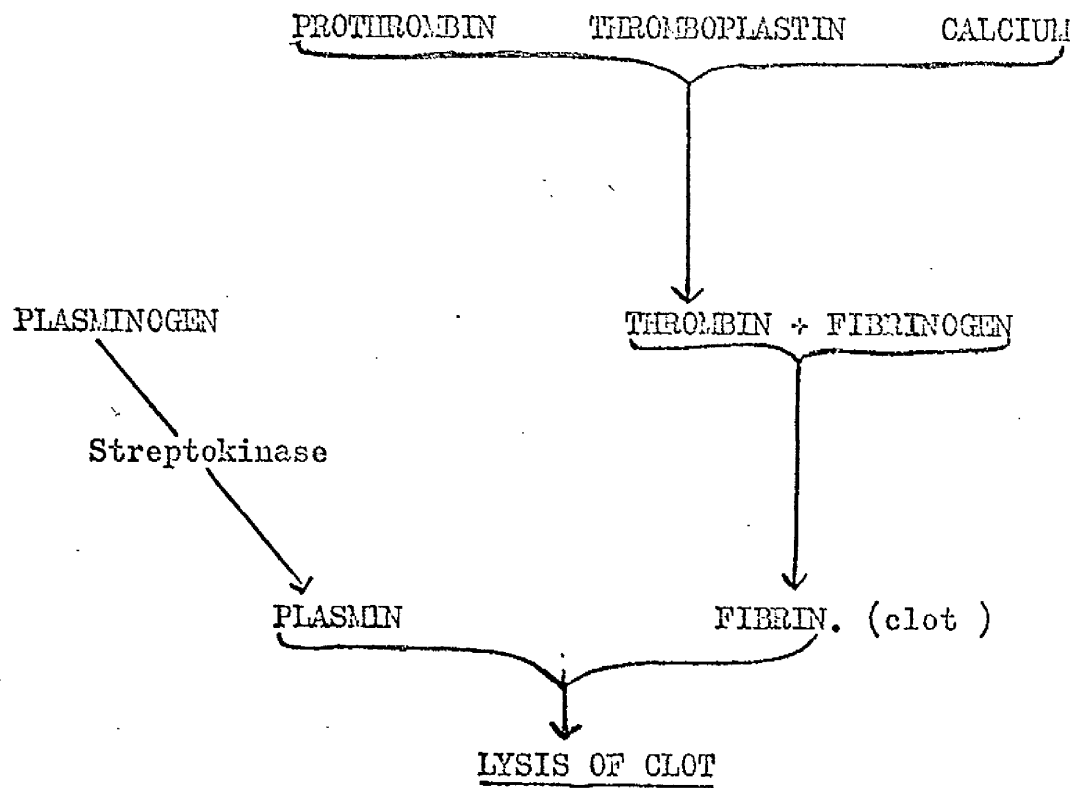 PROTHROMBIN THROMBOPLASTIN CALCIUM
PLASMINOGEN THROMBIN + FIBRINOGEN
Streptokinase
PLASMIN FIBRIN. (clot )
LYSIS OF CLOT